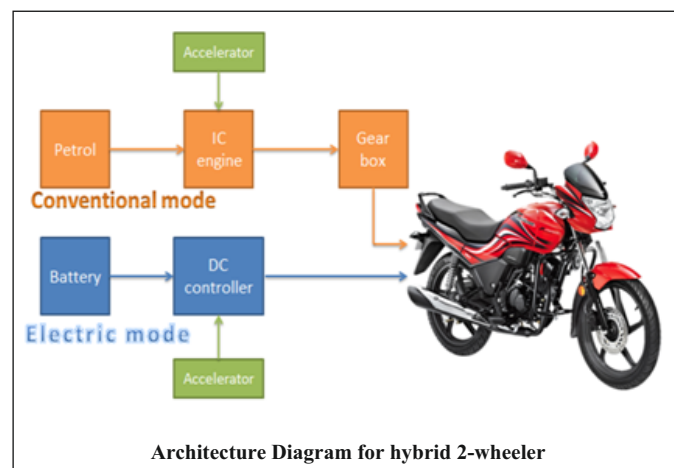 Accelerator
Petrol
IC
engine
Gear
box
Conventional mode
Battery
DC
controller
Electric mode
Accelerator
Architecture Diagram for hybrid 2-wheeler